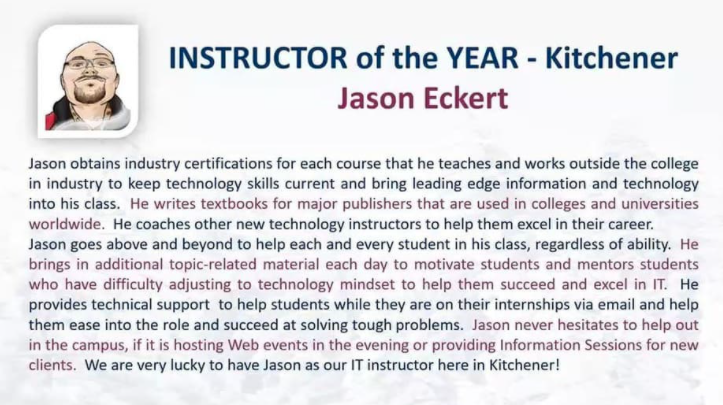 INSTRUCTOR of the YEAR - Kitchener
Jason Eckert
Jason obtains industry certifications for each course that he teaches and works outside the college
in industry to keep technology skills current and bring leading edge information and technology
into his class. He writes textbooks for major publishers that are used in colleges and universities
worldwide. He coaches other new technology instructors to help them excel in their career.
Jason goes above and beyond to help each and every student in his class, regardless of ability. He
brings in additional topic-related material each day to motivate students and mentors students
who have difficulty adjusting to technology mindset to help them succeed and excel in IT. He
provides technical support to help students while they are on their internships via email and help
them ease into the role and succeed at solving tough problems. Jason never hesitates to help out
in the campus, if it is hosting Web events in the evening or providing Information Sessions for new
clients. We are very lucky to have Jason as our IT instructor here in Kitchener!